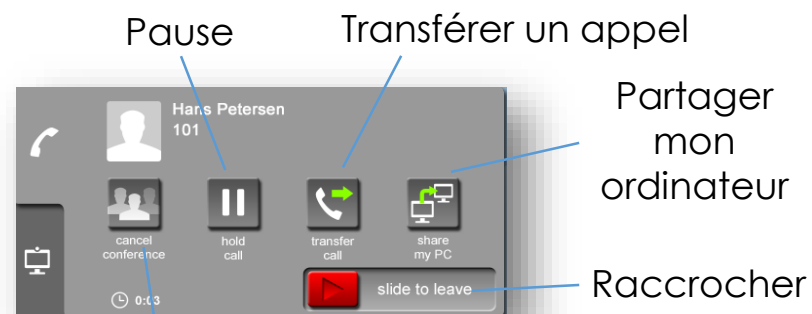 Pause
Transférer un appel
Partager
mon
ordinateur
Hans Petersen
101
cancel
conference
hold
call
transfer
call
share
my PC
0:03
slide to leave
Raccrocher